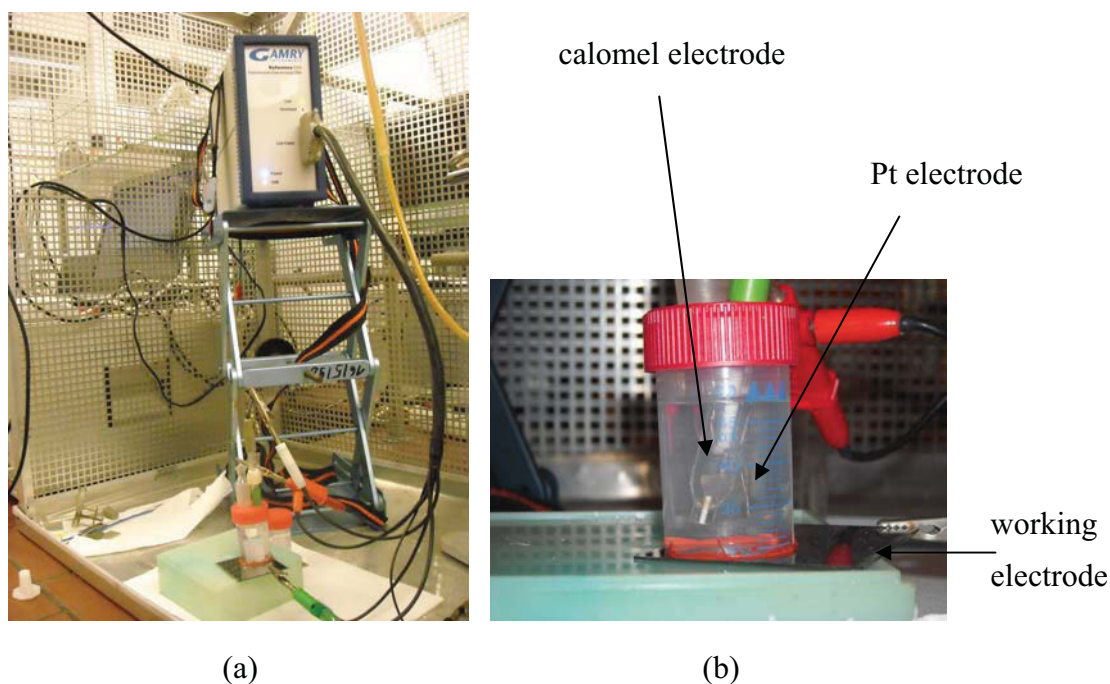 calomel electrode
Pt electrode
GAMRY
working
electrode
(a)
(b)